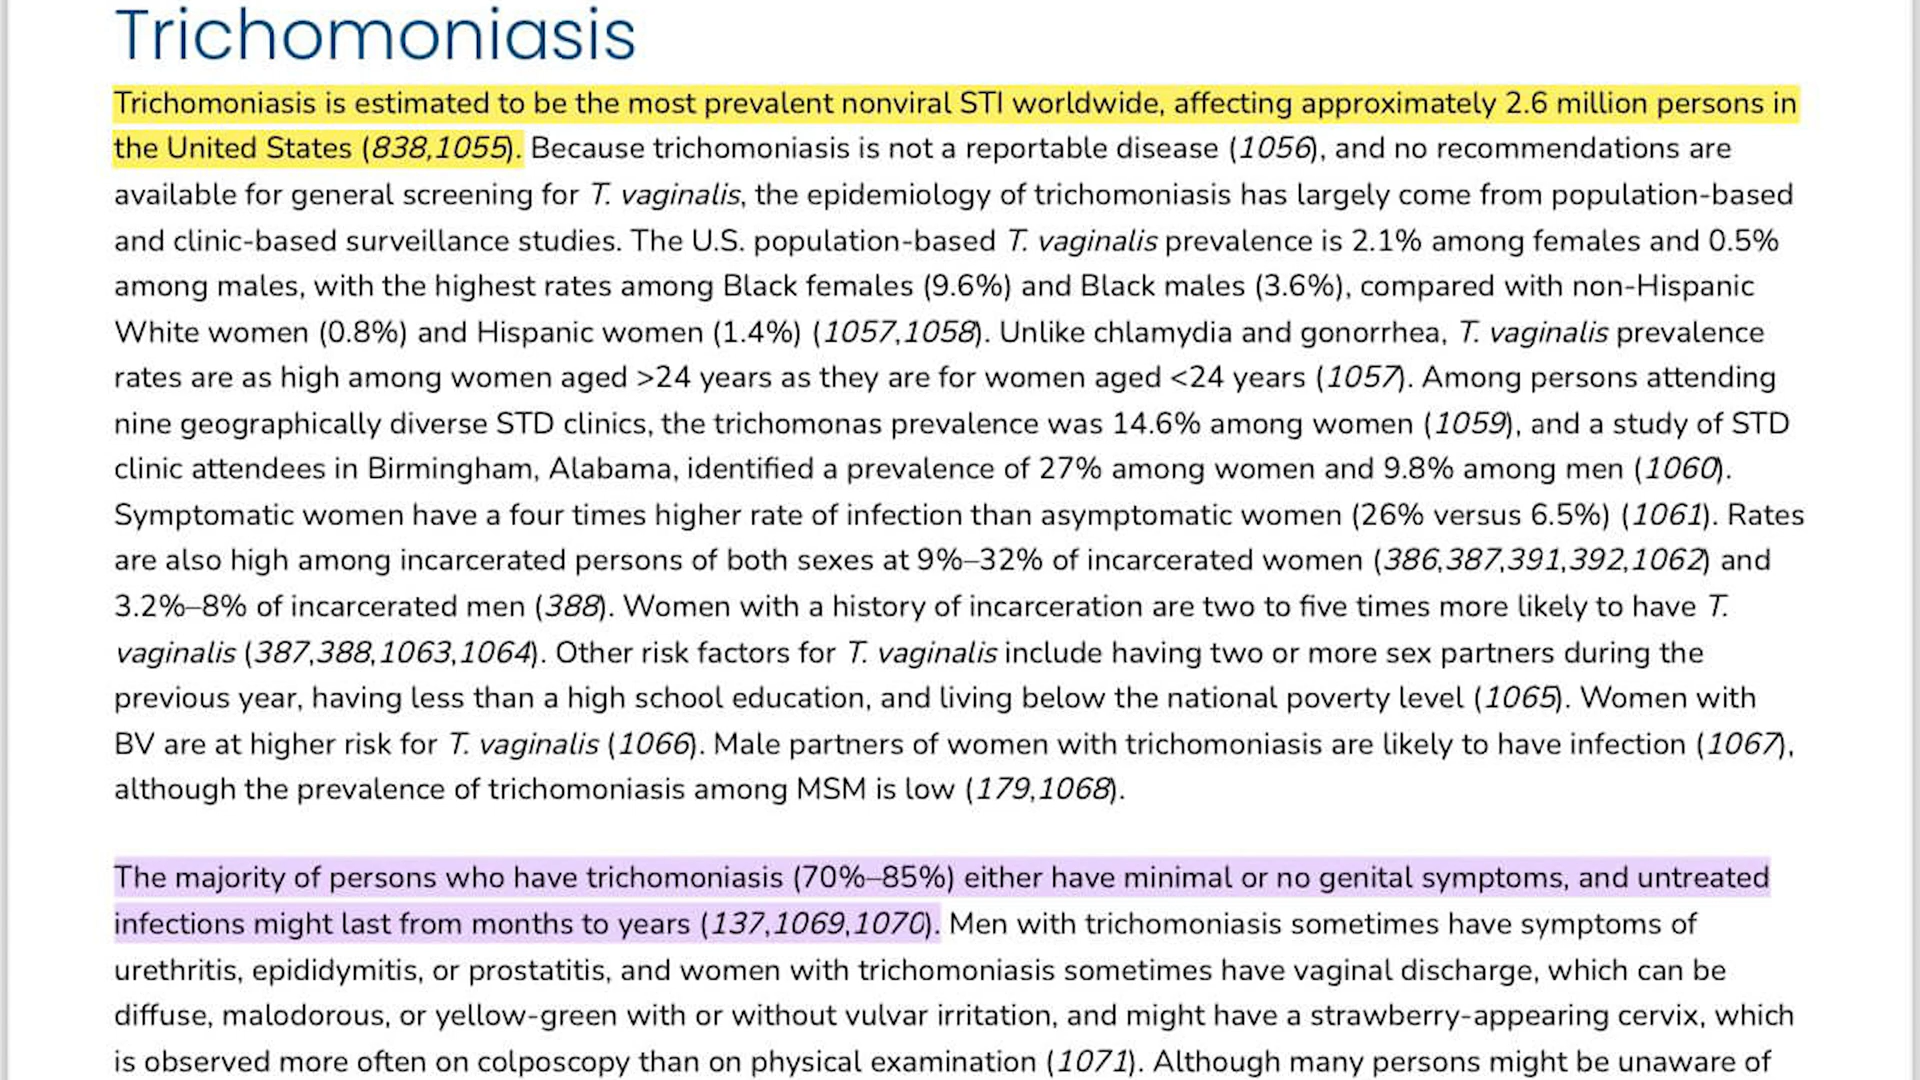 Trichomoniasis
Trichomoniasis is estimated to be the most prevalent nonviral STI worldwide, affecting approximately 2.6 million persons in
the United States (838,1055). Because trichomoniasis is not a reportable disease (1056), and no recommendations are
available for general screening for T. vaginalis, the epidemiology of trichomoniasis has largely come from population-based
and clinic-based surveillance studies. The U.S. population-based T. vaginalis prevalence is 2.1% among females and 0.5%
among males, with the highest rates among Black females (9.6%) and Black males (3.6%), compared with non-Hispanic
White women (0.8%) and Hispanic women (1.4%) (1057,1058). Unlike chlamydia and gonorrhea, T. vaginalis prevalence
rates are as high among women aged >24 years as they are for women aged <24 years (1057). Among persons attending
nine geographically diverse STD clinics, the trichomonas prevalence was 14.6% among women (1059), and a study of STD
clinic attendees in Birmingham, Alabama, identified a prevalence of 27% among women and 9.8% among men (1060).
Symptomatic women have a four times higher rate of infection than asymptomatic women (26% versus 6.5%) (1061). Rates
are also high among incarcerated persons of both sexes at 9%–32% of incarcerated women (386,387,391,392,1062) and
3.2%–8% of incarcerated men (388). Women with a history of incarceration are two to five times more likely to have T.
vaginalis (387,388,1063,1064). Other risk factors for T. vaginalis include having two or more sex partners during the
previous year, having less than a high school education, and living below the national poverty level (1065). Women with
BV are at higher risk for T. vaginalis (1066). Male partners of women with trichomoniasis are likely to have infection (1067),
although the prevalence of trichomoniasis among MSM is low (179,1068).
The majority of persons who have trichomoniasis (70%–85%) either have minimal or no genital symptoms, and untreated
infections might last from months to years (137,1069,1070). Men with trichomoniasis sometimes have symptoms of
urethritis, epididymitis, or prostatitis, and women with trichomoniasis sometimes have vaginal discharge, which can be
diffuse, malodorous, or yellow-green with or without vulvar irritation, and might have a strawberry-appearing cervix, which
is observed more often on colposcopy than on physical examination (1071). Although many persons might be unaware of